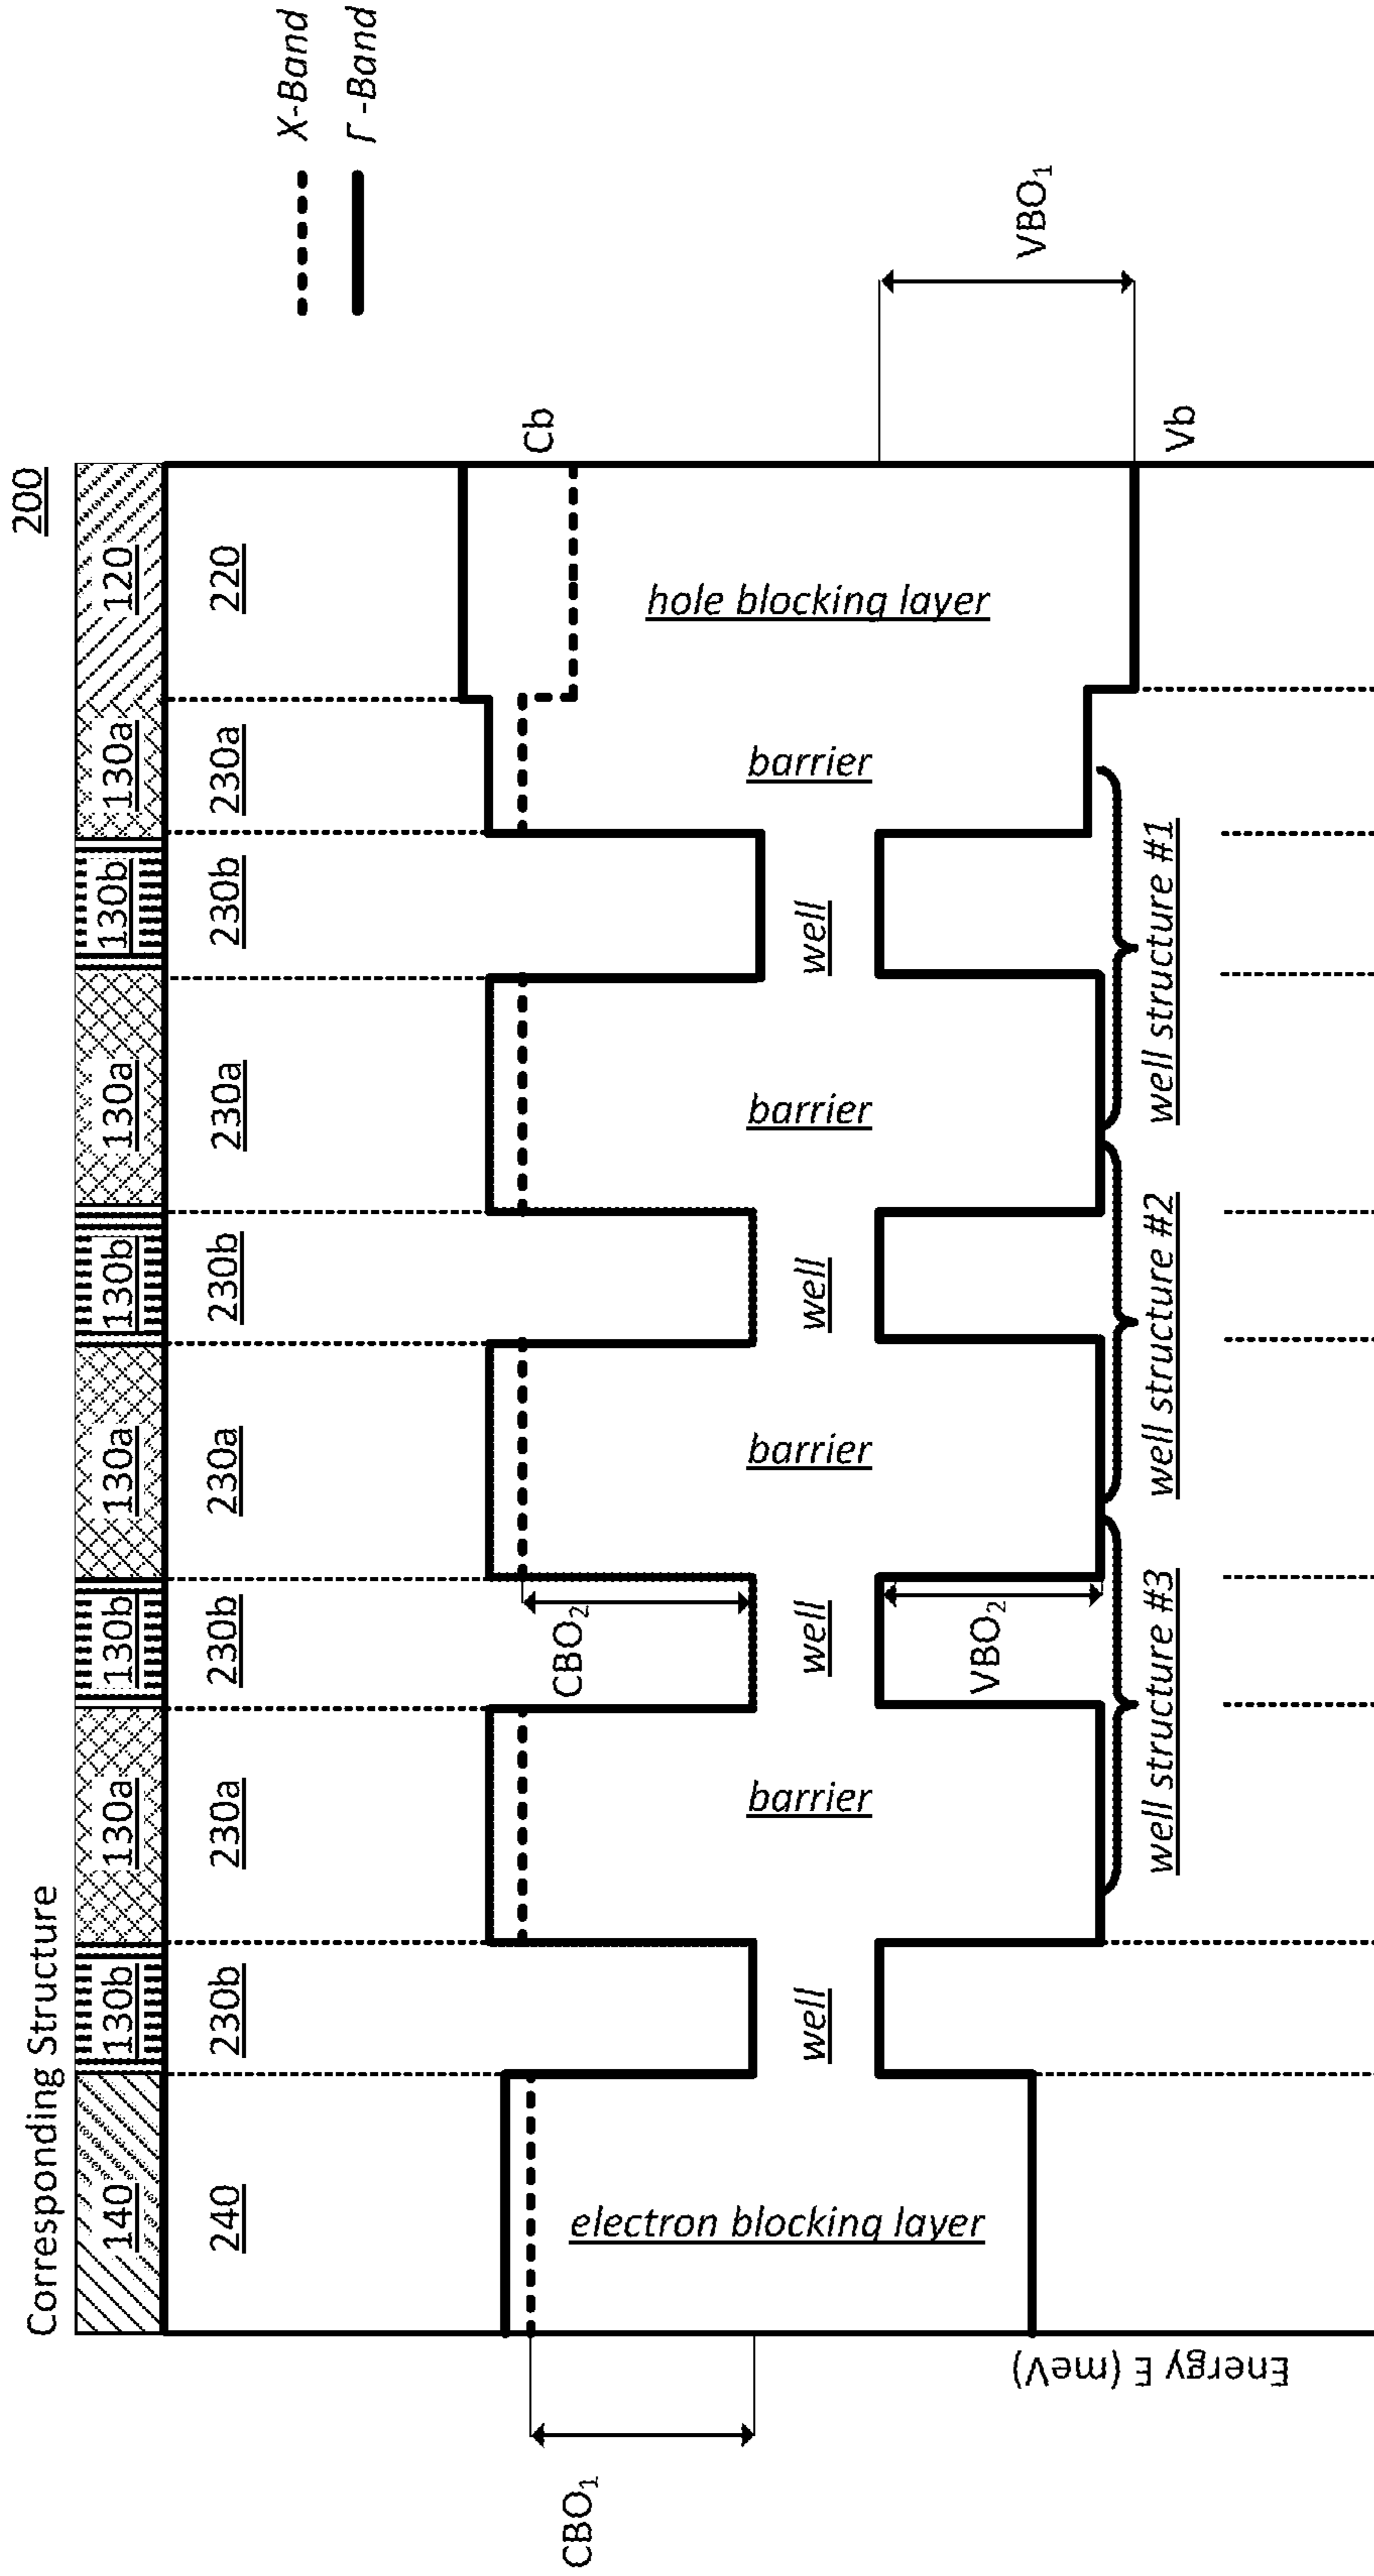 200
Corresponding Structure
140 130b 130a 130b 130a 130b 130a 130b 130a 120
240 230b 230a 230b 230a 230b 230a 230b 230a 220
X-Band
Γ-Band
Cb
CBO₁
CBO₂
electron blocking layer
well
barrier
well
barrier
well
barrier
well
barrier
hole blocking layer
VBO₂
VBO₁
Vb
Energy E (meV)
well structure #3
well structure #2
well structure #1